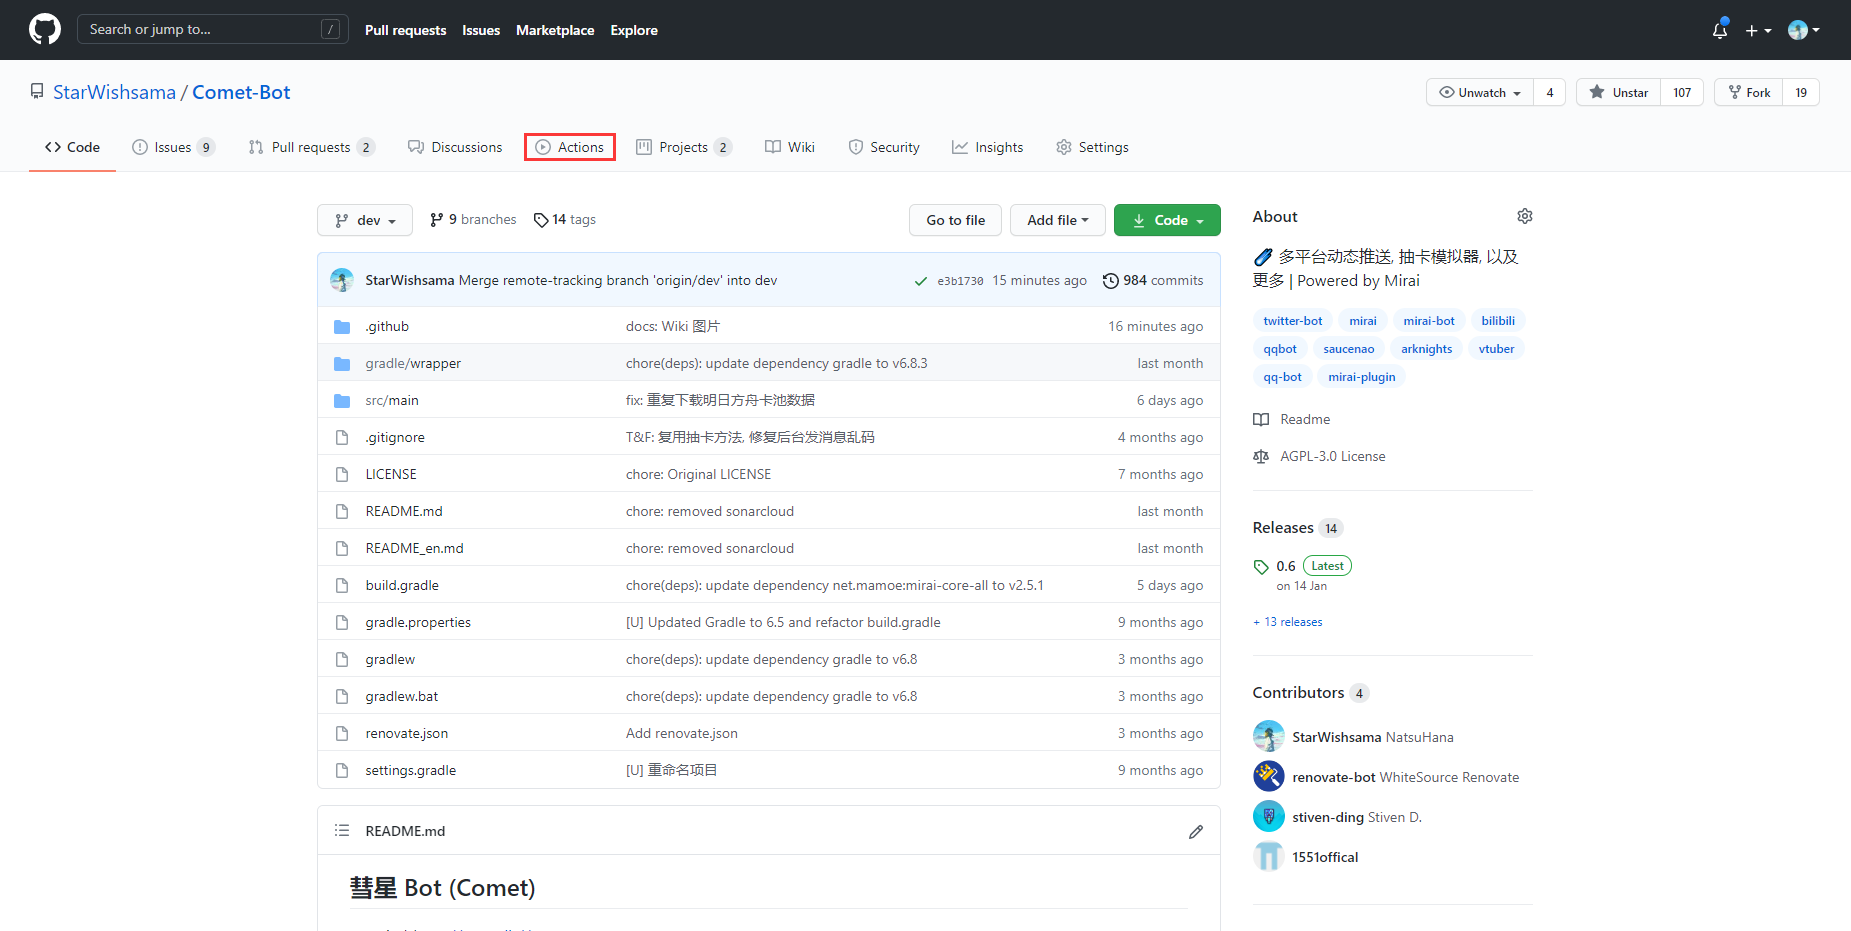 Search or jump to... / Pull requests Issues Marketplace Explore
StarWishsama / Comet-Bot Unwatch 4 Unstar 107 Fork 19
Code Issues 9 Pull requests 2 Discussions Actions Projects 2 Wiki Security Insights Settings
dev 9 branches 14 tags Go to file Add file Code
StarWishsama Merge remote-tracking branch 'origin/dev' into dev e3b1730 15 minutes ago 984 commits
.github docs: Wiki 图片 16 minutes ago
gradle/wrapper chore(deps): update dependency gradle to v6.8.3 last month
src/main fix: 重复下载明日方舟卡池数据 6 days ago
.gitignore T&F: 复用抽卡方法, 修复后台发消息乱码 4 months ago
LICENSE chore: Original LICENSE 7 months ago
README.md chore: removed sonarcloud last month
README_en.md chore: removed sonarcloud last month
build.gradle chore(deps): update dependency net.mamoe:mirai-core-all to v2.5.1 5 days ago
gradle.properties [U] Updated Gradle to 6.5 and refactor build.gradle 9 months ago
gradlew chore(deps): update dependency gradle to v6.8 3 months ago
gradlew.bat chore(deps): update dependency gradle to v6.8 3 months ago
renovate.json Add renovate.json 3 months ago
settings.gradle [U] 重命名项目 9 months ago
README.md
彗星 Bot (Comet)
About
多平台动态推送, 抽卡模拟器, 以及
更多 | Powered by Mirai
twitter-bot mirai mirai-bot bilibili
qqbot saucenao arknights vtuber
qq-bot mirai-plugin
Readme
AGPL-3.0 License
Releases 14
0.6 Latest
on 14 Jan
+ 13 releases
Contributors 4
StarWishsama NatsuHana
renovate-bot WhiteSource Renovate
stiven-ding Stiven D.
1551offical